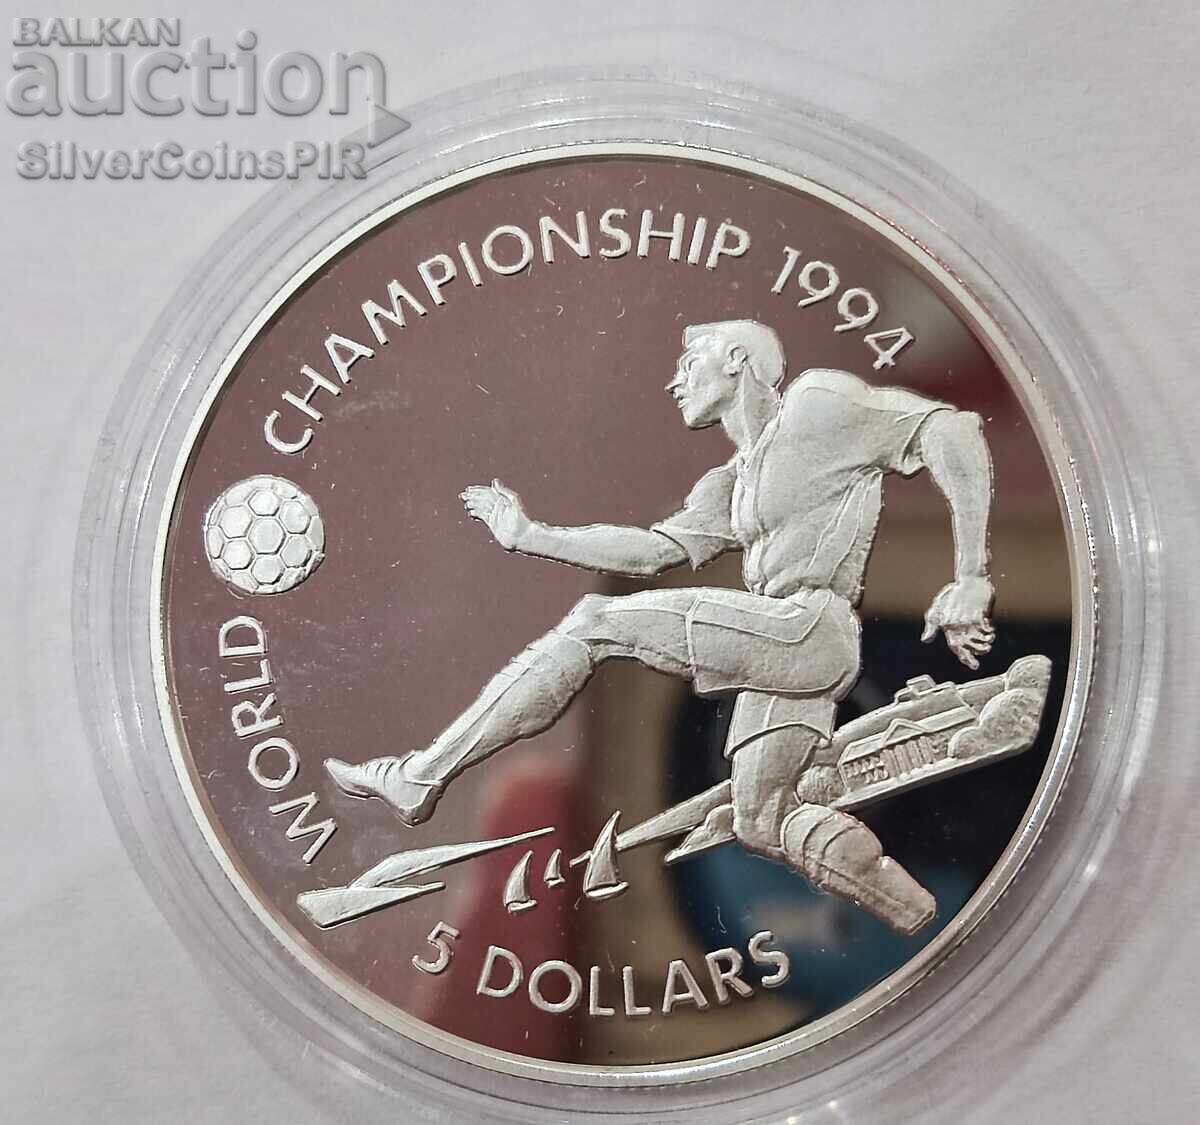 BALKAN
auction
SilverCoinsPIR
WORLD CHAMPIONSHIP 1994
5 DOLLARS